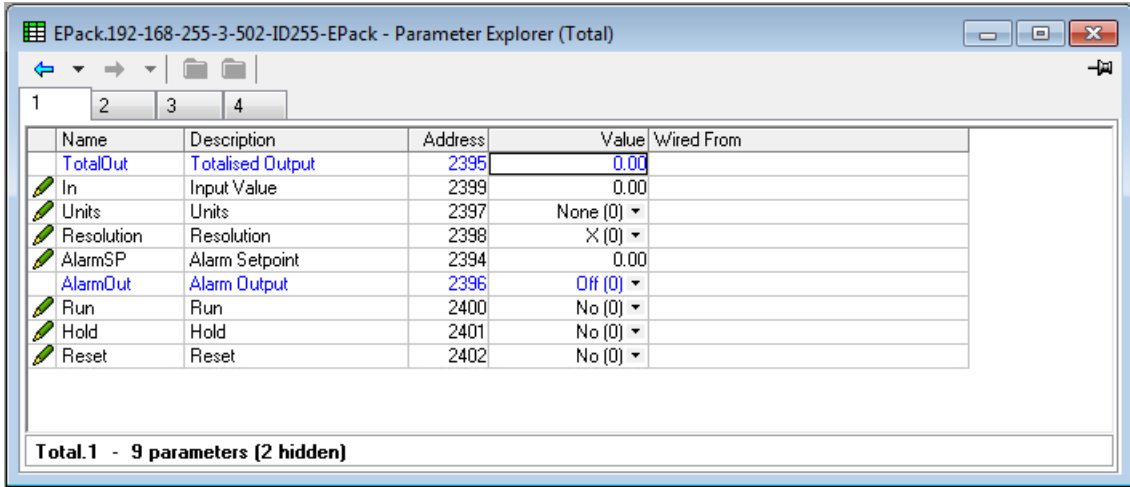 EPack.192-168-255-3-502-ID255-EPack - Parameter Explorer (Total)
1 2 3 4
Name Description Address Value Wired From
TotalOut Totalised Output 2395 0.00
In Input Value 2399 0.00
Units Units 2397 None (0)
Resolution Resolution 2398 X (0)
AlarmSP Alarm Setpoint 2394 0.00
AlarmOut Alarm Output 2396 Off (0)
Run Run 2400 No (0)
Hold Hold 2401 No (0)
Reset Reset 2402 No (0)
Total.1 - 9 parameters (2 hidden)